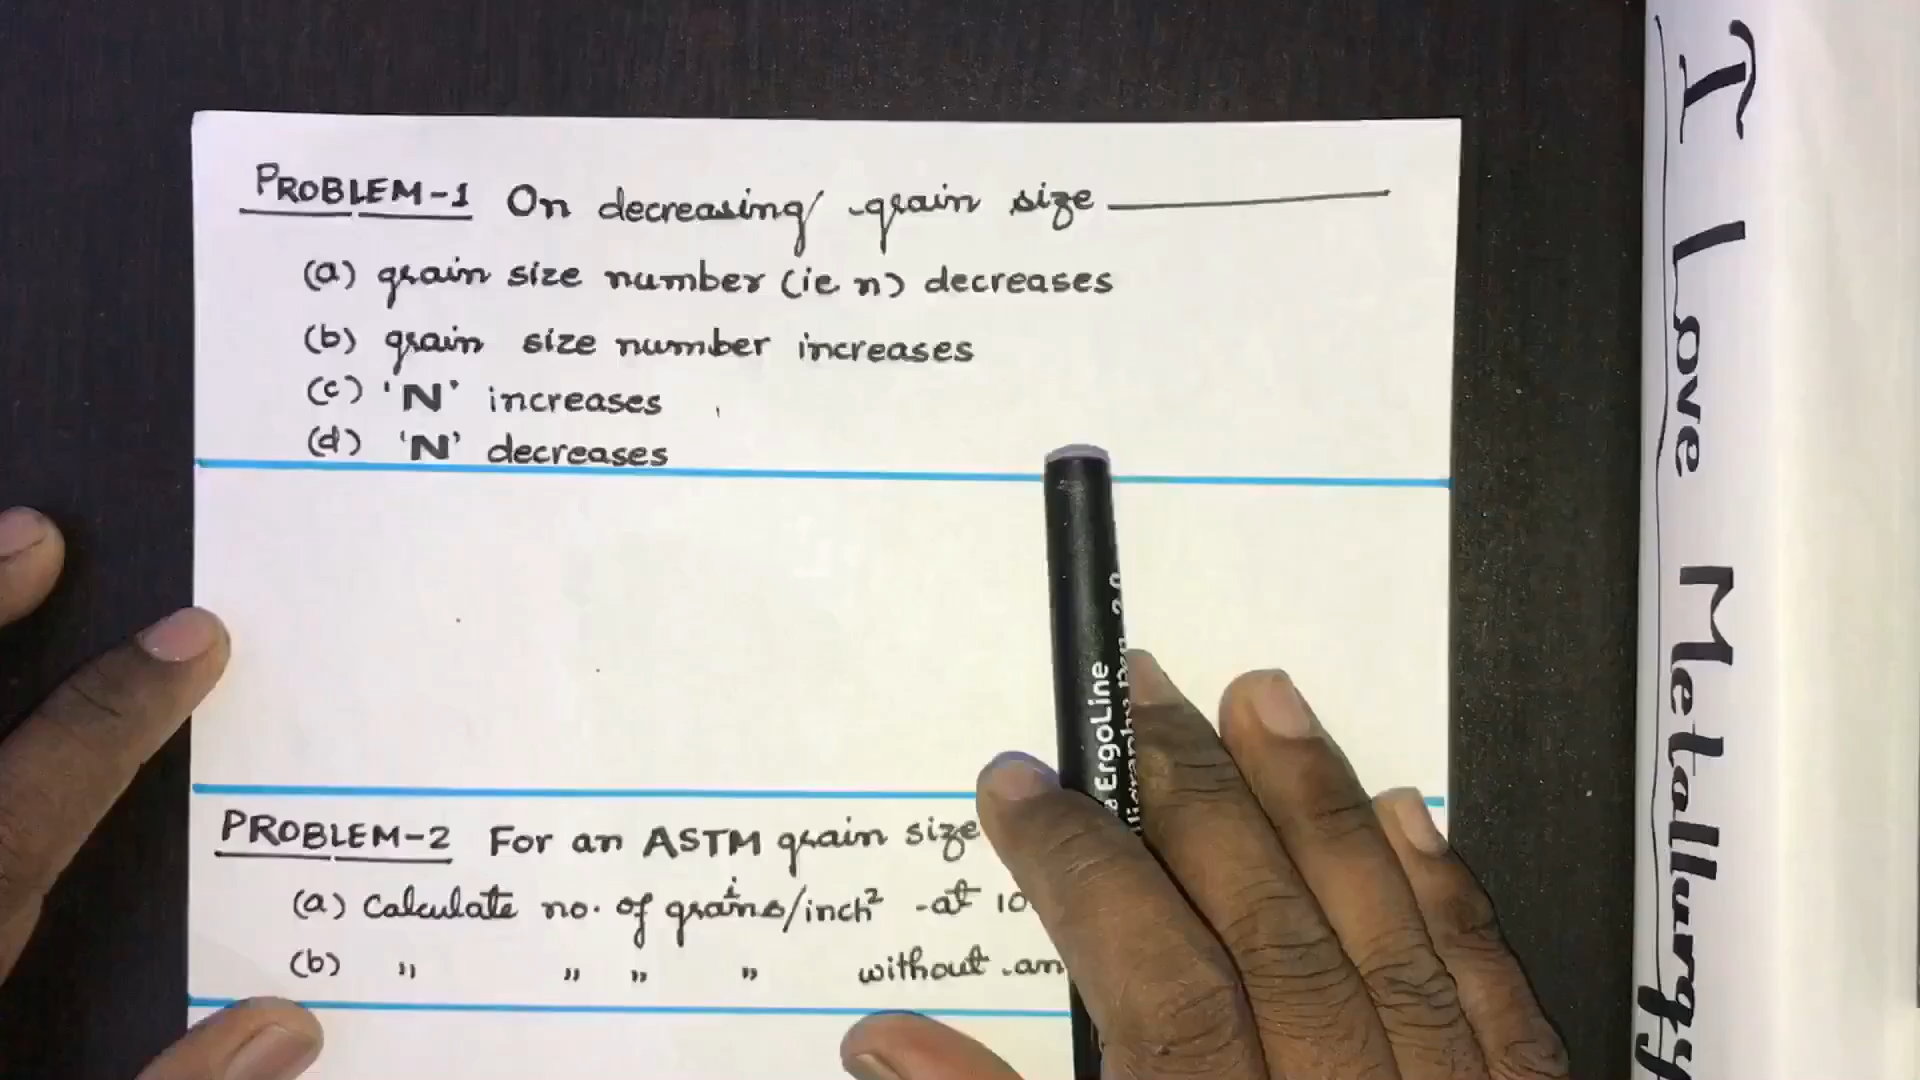 PROBLEM-1 On decreasing grain size
(a) grain size number (ie n) decreases
(b) grain size number increases
(c) 'N' increases
(d) 'N' decreases
PROBLEM-2 For an ASTM grain size
(a) Calculate no. of grains/inch² at 10
(b) " " " " without an
ErgoLine
I Love Metallurgy